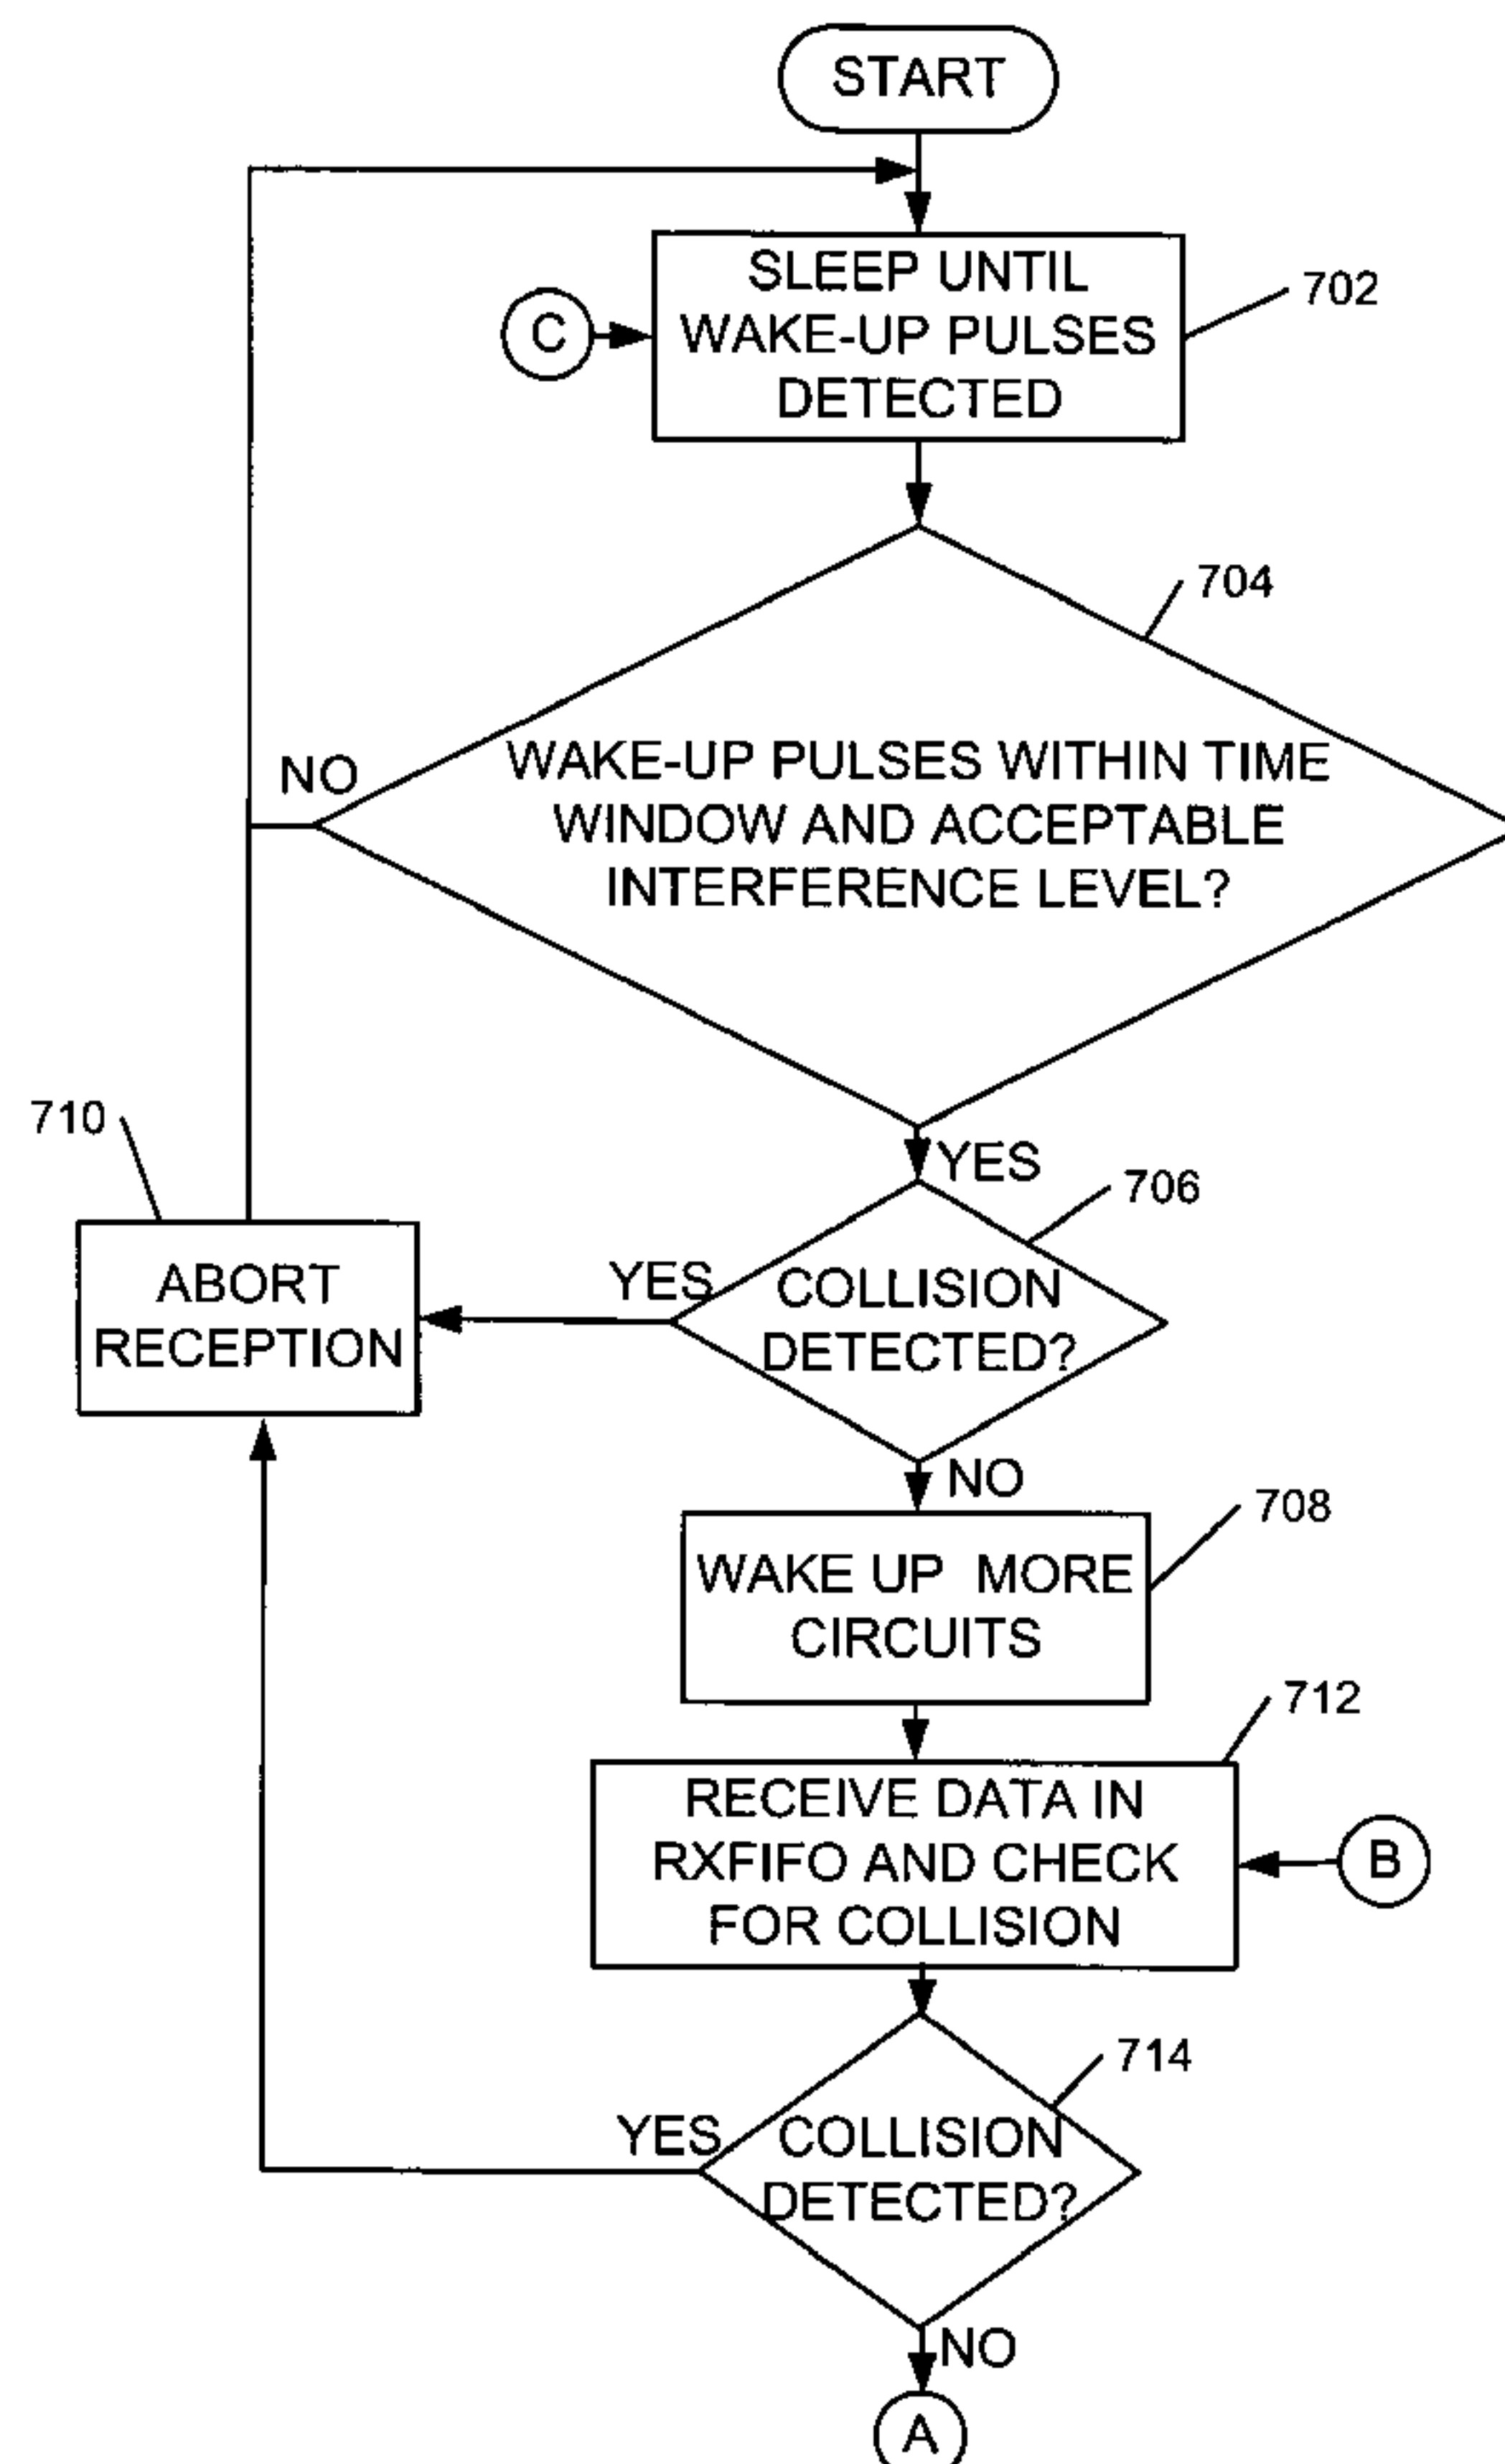 START
SLEEP UNTIL
WAKE-UP PULSES
DETECTED
702
C
704
WAKE-UP PULSES WITHIN TIME
WINDOW AND ACCEPTABLE
INTERFERENCE LEVEL?
NO
YES
706
COLLISION
DETECTED?
YES
710
ABORT
RECEPTION
NO
708
WAKE UP MORE
CIRCUITS
712
RECEIVE DATA IN
RXFIFO AND CHECK
FOR COLLISION
B
714
COLLISION
DETECTED?
YES
NO
A